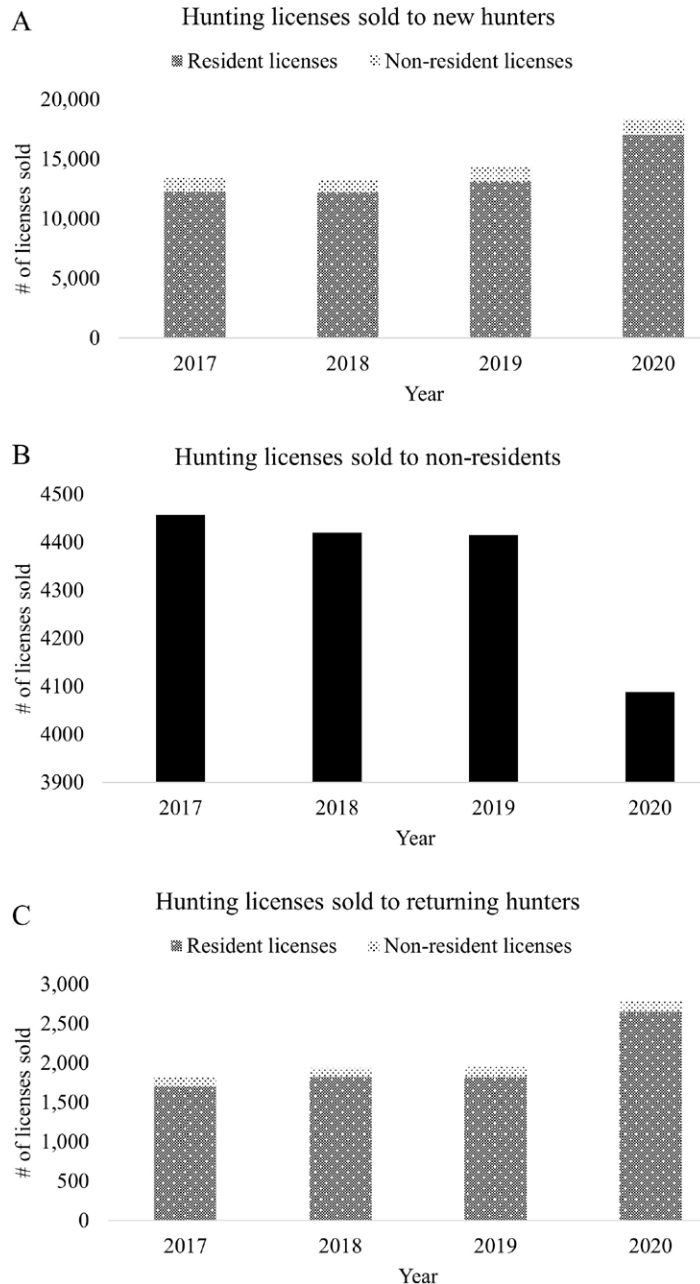 A
Hunting licenses sold to new hunters
Resident licenses Non-resident licenses
# of licenses sold
20,000
15,000
10,000
5,000
0
2017 2018 2019 2020
Year
B
Hunting licenses sold to non-residents
# of licenses sold
4500
4400
4300
4200
4100
4000
3900
2017 2018 2019 2020
Year
C
Hunting licenses sold to returning hunters
Resident licenses Non-resident licenses
# of licenses sold
3,000
2,500
2,000
1,500
1,000
500
0
2017 2018 2019 2020
Year